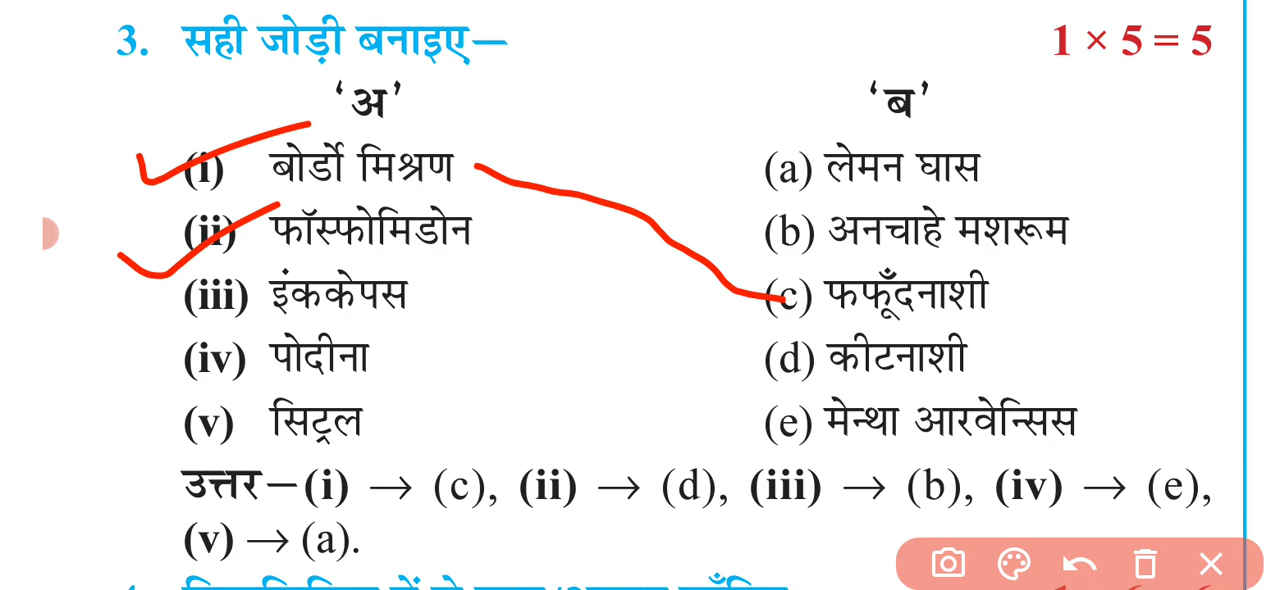 3. सही जोड़ी बनाइए— 1 × 5 = 5
‘अ’ ‘ब’
(i) बोर्डो मिश्रण (a) लेमन घास
(ii) फॉस्फोमिडोन (b) अनचाहे मशरूम
(iii) इंककेपस (c) फफूँदनाशी
(iv) पोदीना (d) कीटनाशी
(v) सिट्रल (e) मेन्था आरवेन्सिस
उत्तर—(i) → (c), (ii) → (d), (iii) → (b), (iv) → (e),
(v) → (a).